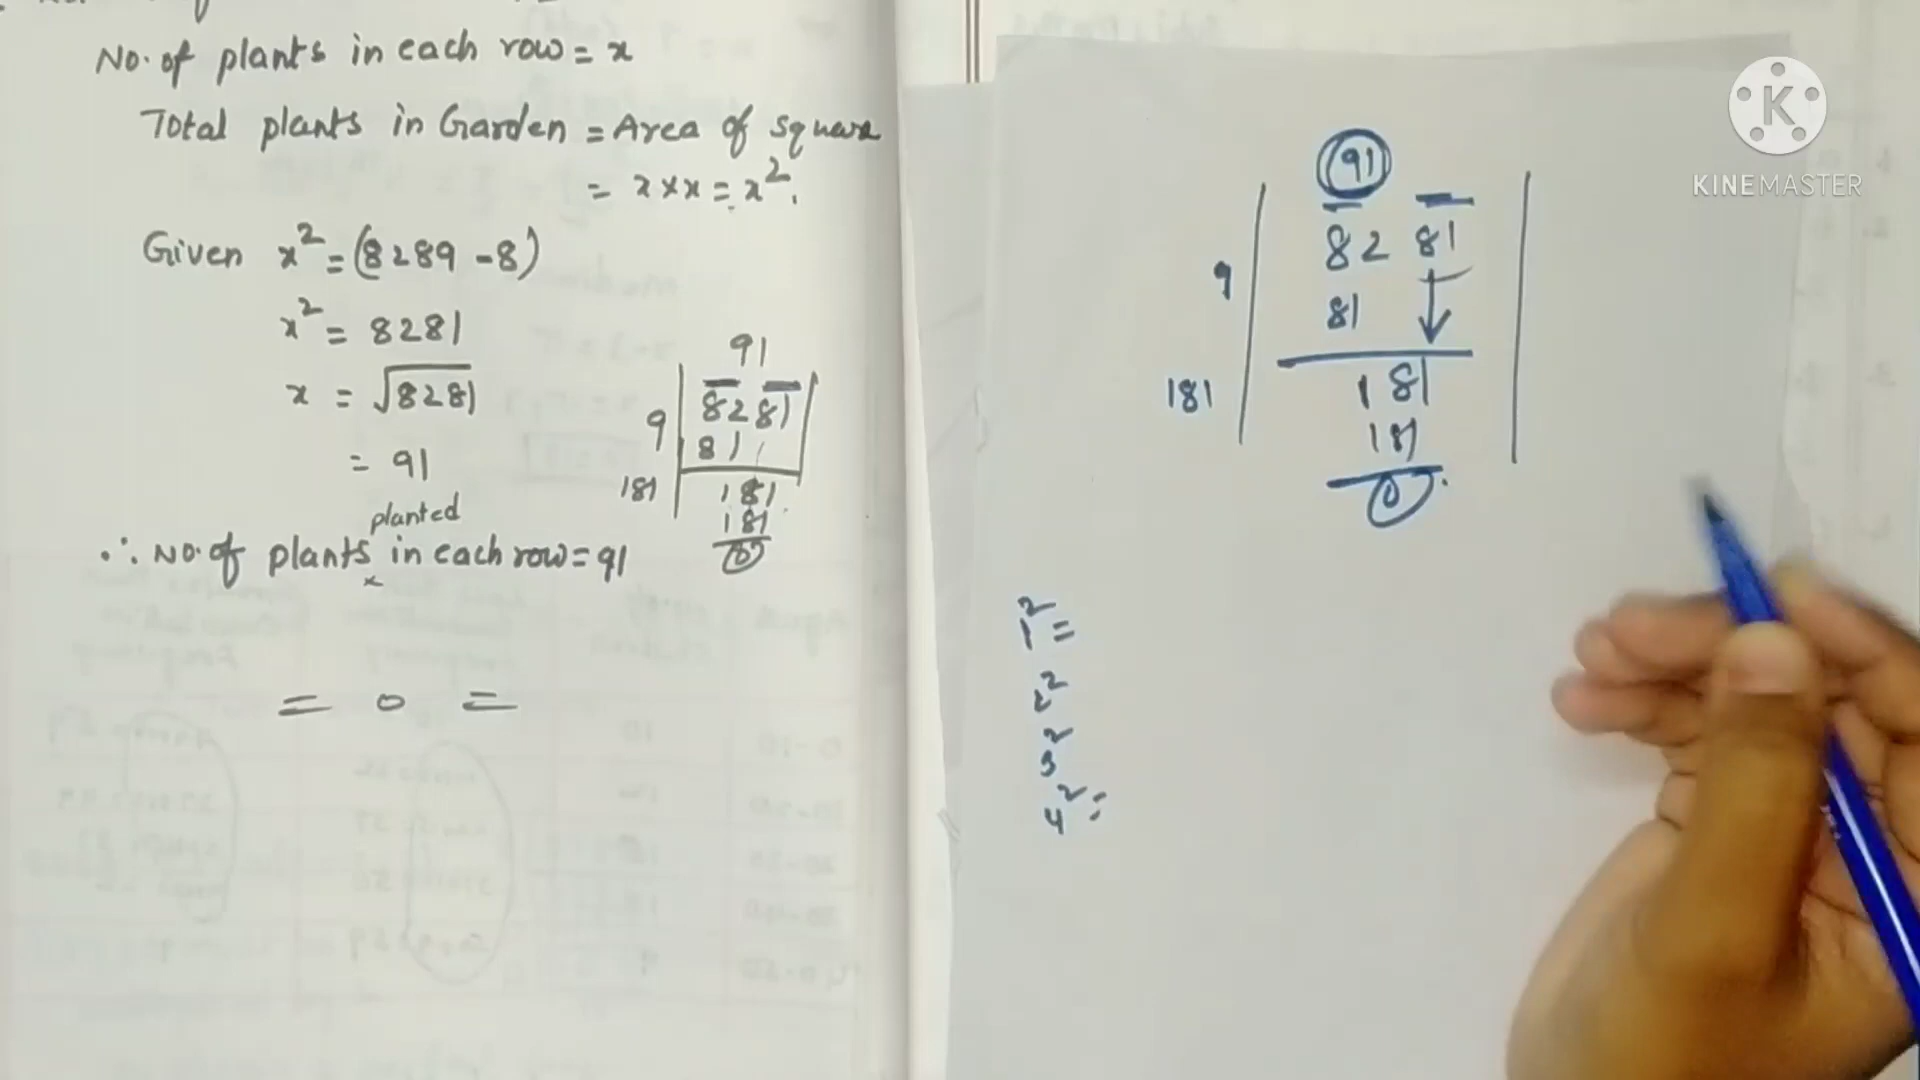 No. of plants in each row = x
Total plants in Garden = Area of square
= x × x = x².
Given x² = (8289 - 8)
x² = 8281
x = √8281
= 91
planted
∴ No. of plants in each row = 91
= 0 =
91
9 82 81
81
181 181
181
0
91
9 82 81
81
181 181
181
0
1² =
2²
3²
4² =
KINEMASTER